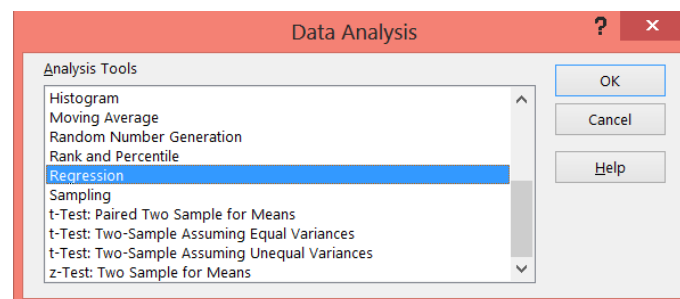 Data Analysis
?
×
Analysis Tools
Histogram
Moving Average
Random Number Generation
Rank and Percentile
Regression
Sampling
t-Test: Paired Two Sample for Means
t-Test: Two-Sample Assuming Equal Variances
t-Test: Two-Sample Assuming Unequal Variances
z-Test: Two Sample for Means
OK
Cancel
Help